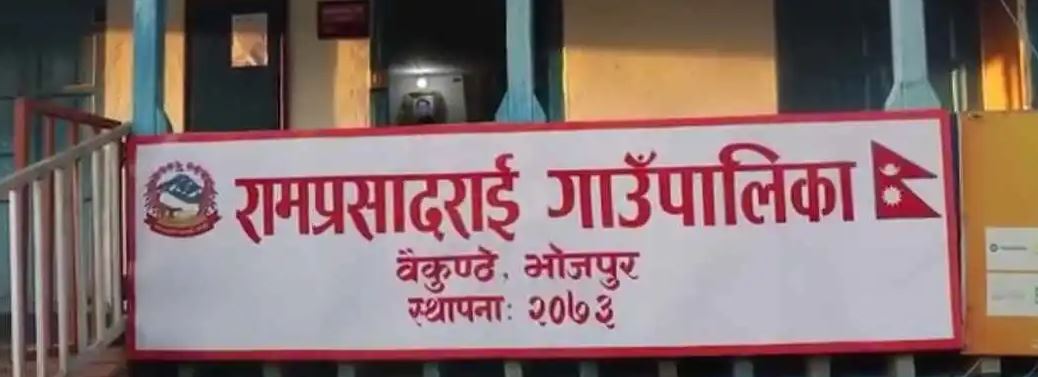 रामप्रसादराई गाउँपालिका
वैकुण्ठे, भोजपुर
स्थापना: २०७३